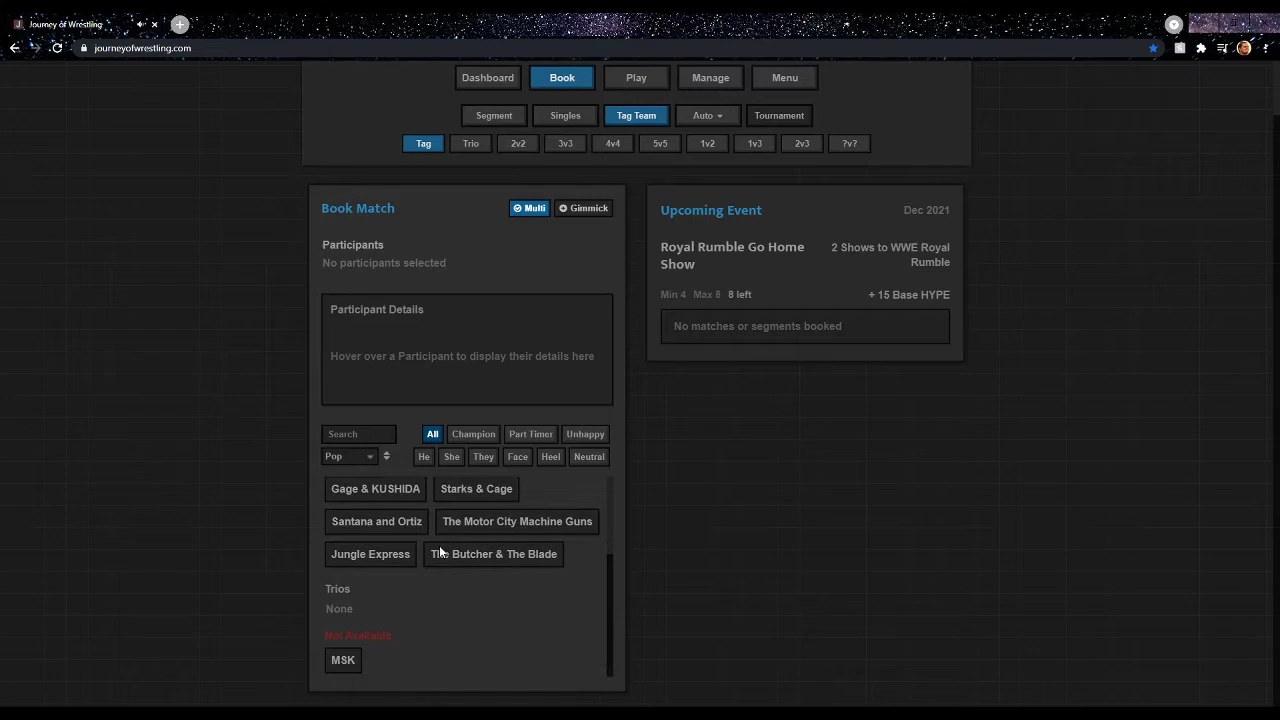 Journey of Wrestling
journeyofwrestling.com
Dashboard Book Play Manage Menu
Segment Singles Tag Team Auto Tournament
Tag Trio 2v2 3v3 4v4 5v5 1v2 1v3 2v3 ?v?
Book Match Multi Gimmick
Participants
No participants selected
Participant Details
Hover over a Participant to display their details here
Search All Champion Part Timer Unhappy
Pop He She They Face Heel Neutral
Gage & KUSHIDA Starks & Cage
Santana and Ortiz The Motor City Machine Guns
Jungle Express The Butcher & The Blade
Trios
None
Not Available
MSK
Upcoming Event Dec 2021
Royal Rumble Go Home Show
2 Shows to WWE Royal Rumble
Min 4 Max 8 8 left + 15 Base HYPE
No matches or segments booked